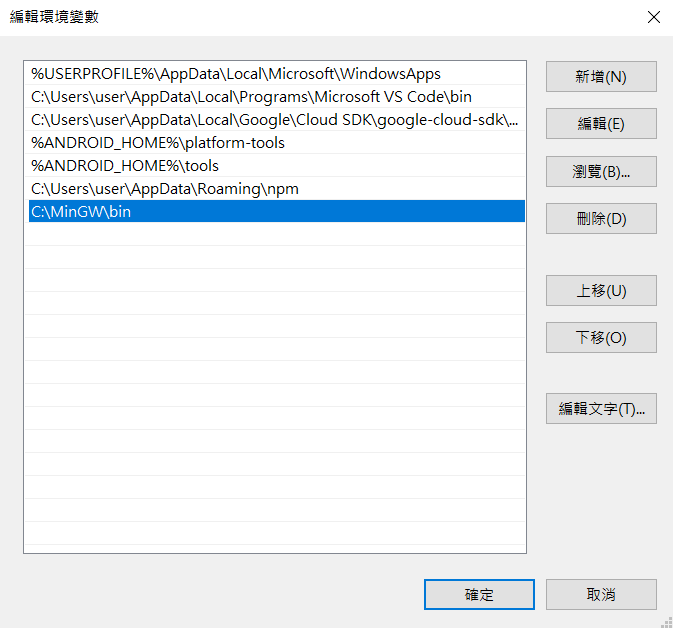 編輯環境變數
%USERPROFILE%\AppData\Local\Microsoft\WindowsApps
C:\Users\user\AppData\Local\Programs\Microsoft VS Code\bin
C:\Users\user\AppData\Local\Google\Cloud SDK\google-cloud-sdk\...
%ANDROID_HOME%\platform-tools
%ANDROID_HOME%\tools
C:\Users\user\AppData\Roaming\npm
C:\MinGW\bin
新增(N)
編輯(E)
瀏覽(B)...
刪除(D)
上移(U)
下移(O)
編輯文字(T)...
確定
取消